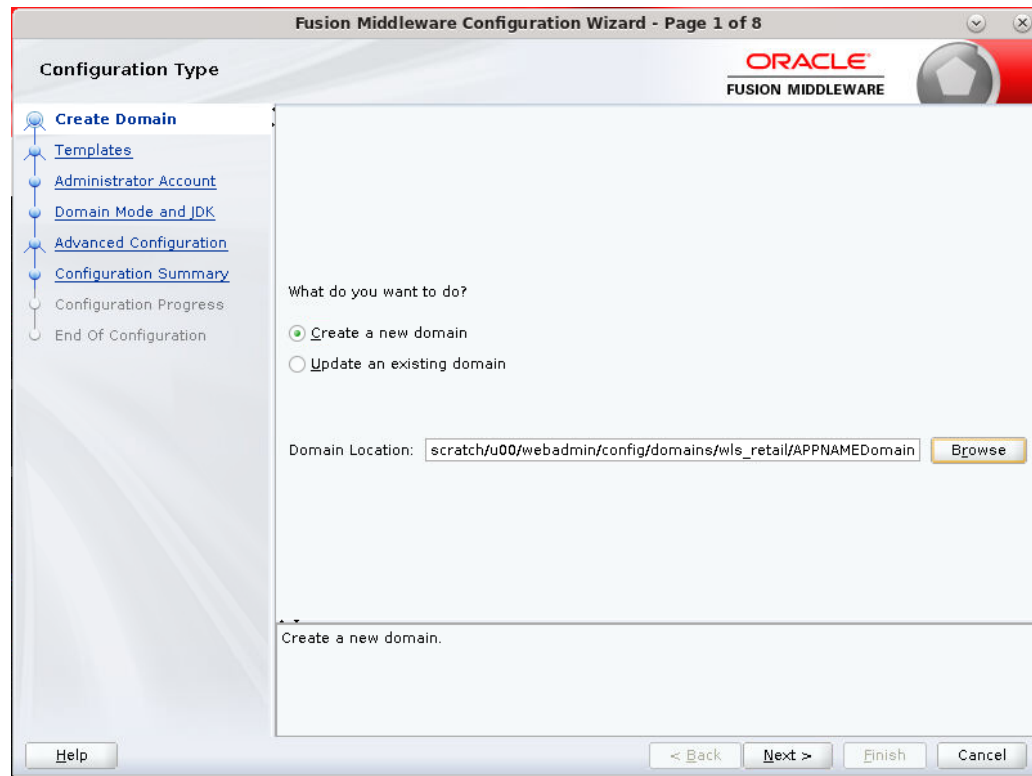 Fusion Middleware Configuration Wizard - Page 1 of 8
Configuration Type
ORACLE
FUSION MIDDLEWARE
Create Domain
Templates
Administrator Account
Domain Mode and JDK
Advanced Configuration
Configuration Summary
Configuration Progress
End Of Configuration
What do you want to do?
Create a new domain
Update an existing domain
Domain Location: scratch/u00/webadmin/config/domains/wls_retail/APPNAMEDomain Browse
Create a new domain.
Help < Back Next > Finish Cancel